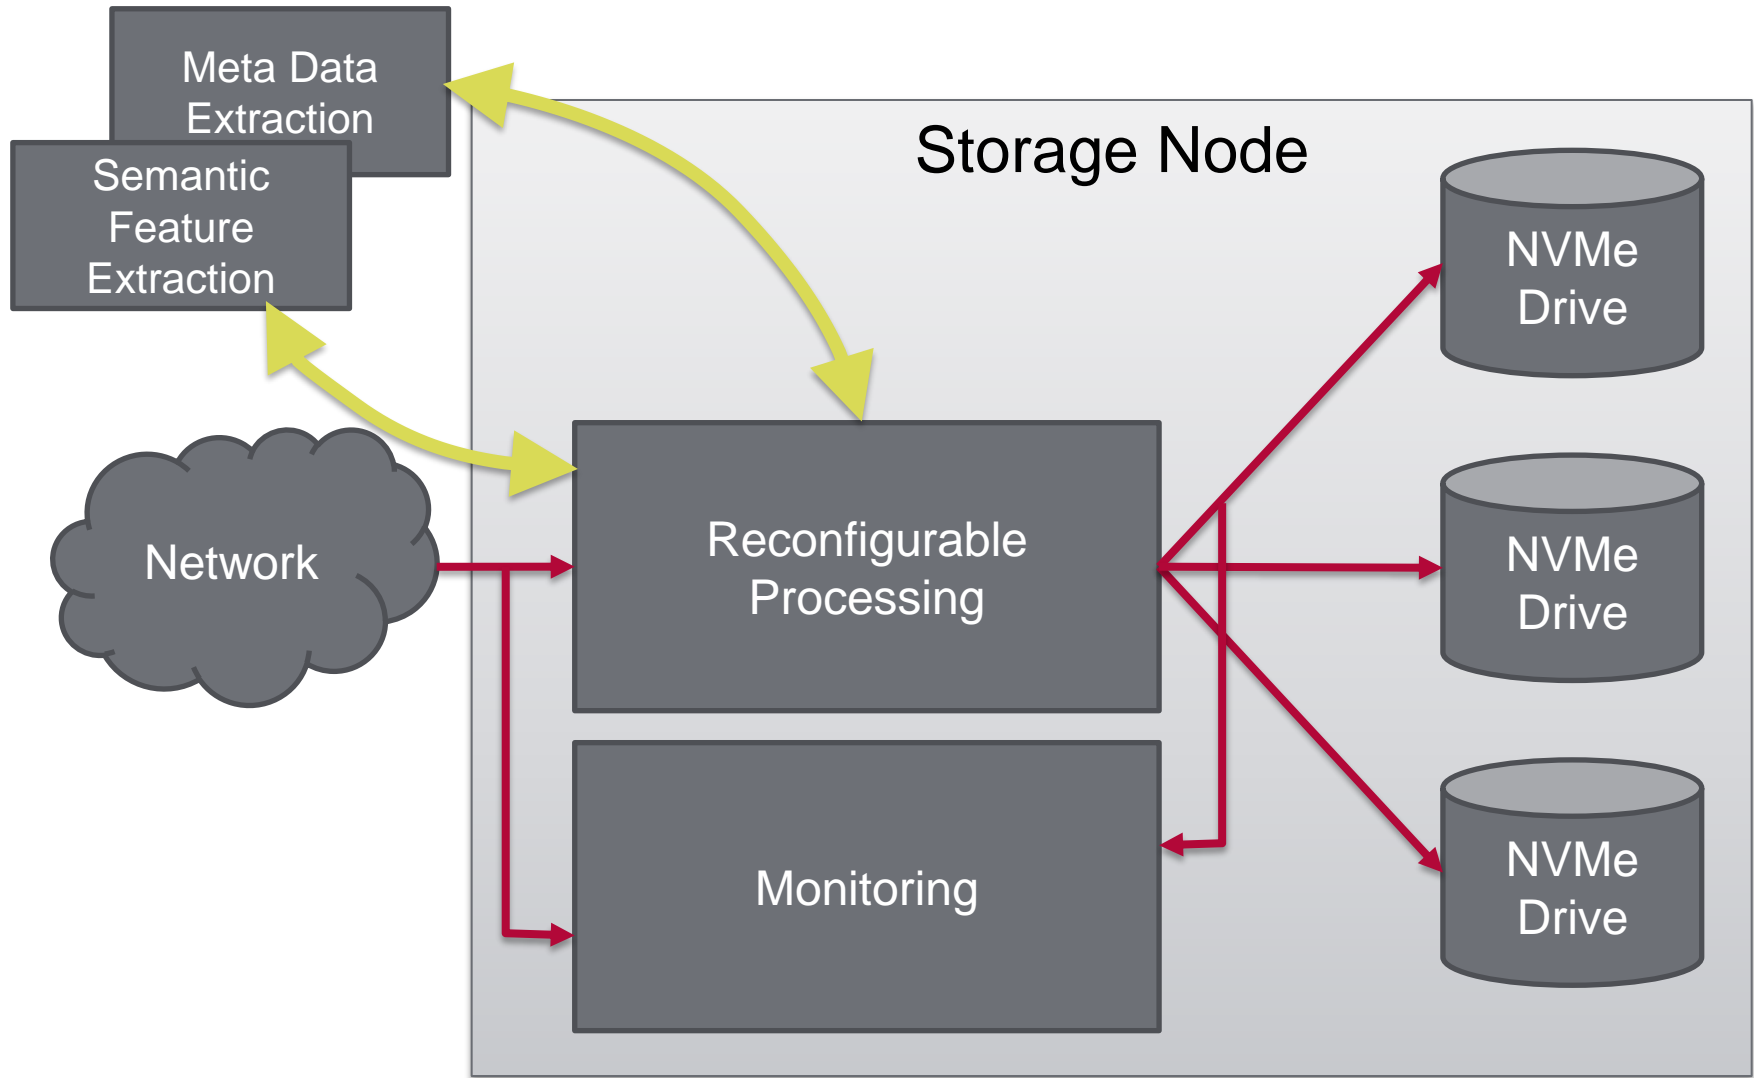 Meta Data
Extraction
Semantic
Feature
Extraction
Storage Node
NVMe
Drive
Network
Reconfigurable
Processing
NVMe
Drive
Monitoring
NVMe
Drive